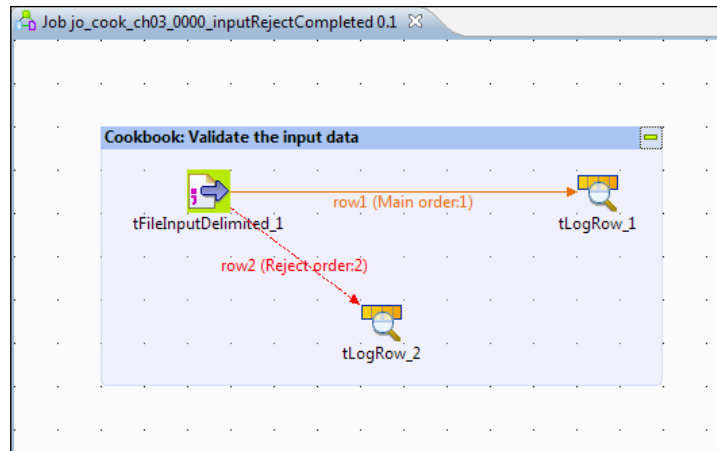 Job jo_cook_ch03_0000_inputRejectCompleted 0.1
Cookbook: Validate the input data
row1 (Main order:1)
tFileInputDelimited_1
tLogRow_1
row2 (Reject order:2)
tLogRow_2